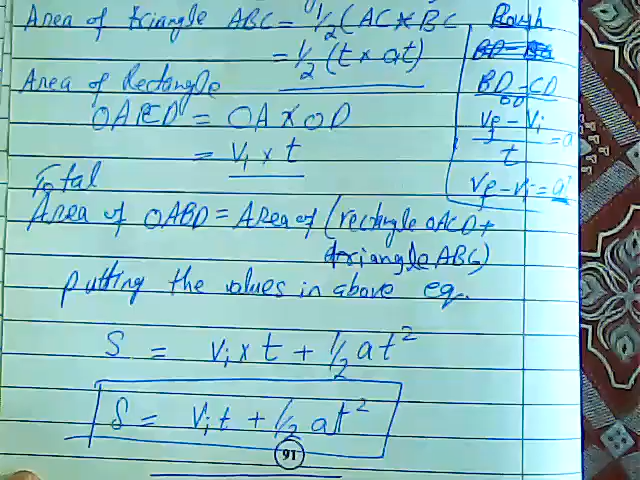 Area of triangle ABC = 1/2 (AC x BC
= 1/2 (t x at)
Area of Rectangle
OACD = OA x OD
= Vi x t
Total
Area of OABD = Area of (rectangle OACD +
triangle ABC)
putting the values in above eq.
S = Vi x t + 1/2 at²
S = Vit + 1/2 at²
91
Rough
BD - CD
OD
Vf - Vi = a
t
Vf - Vi = at